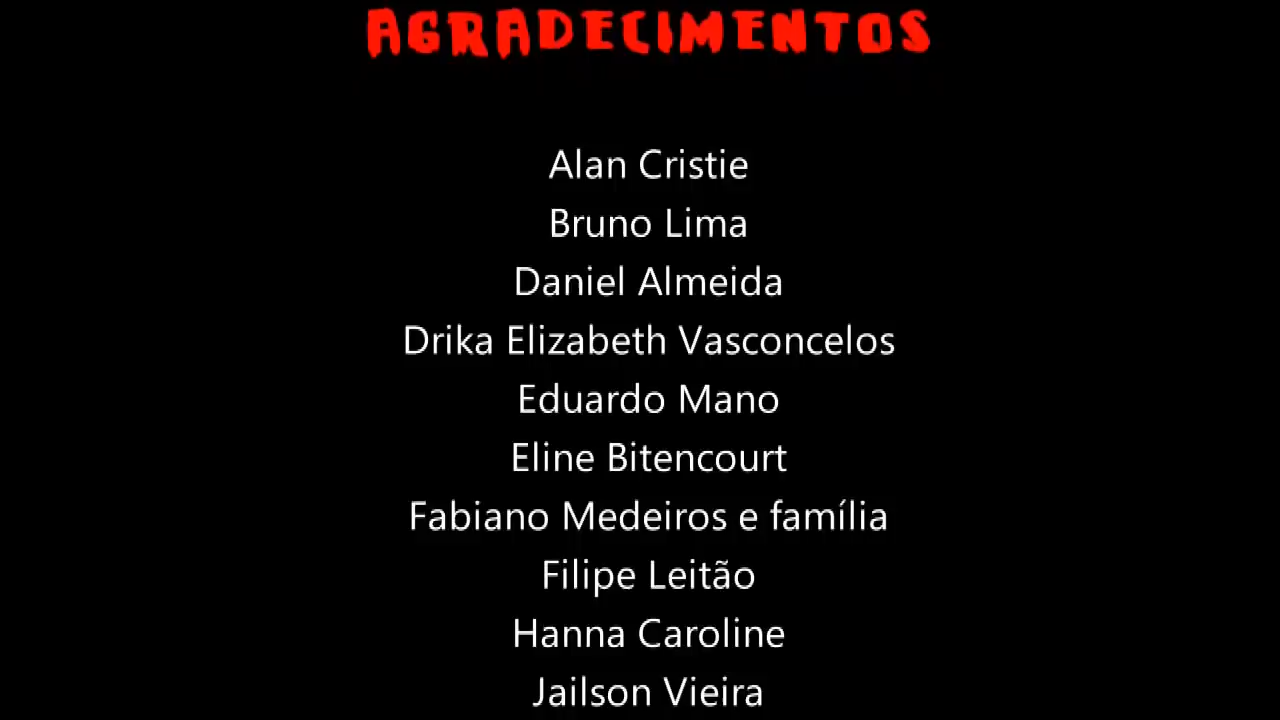 AGRADECIMENTOS
Alan Cristie
Bruno Lima
Daniel Almeida
Drika Elizabeth Vasconcelos
Eduardo Mano
Eline Bitencourt
Fabiano Medeiros e família
Filipe Leitão
Hanna Caroline
Jailson Vieira